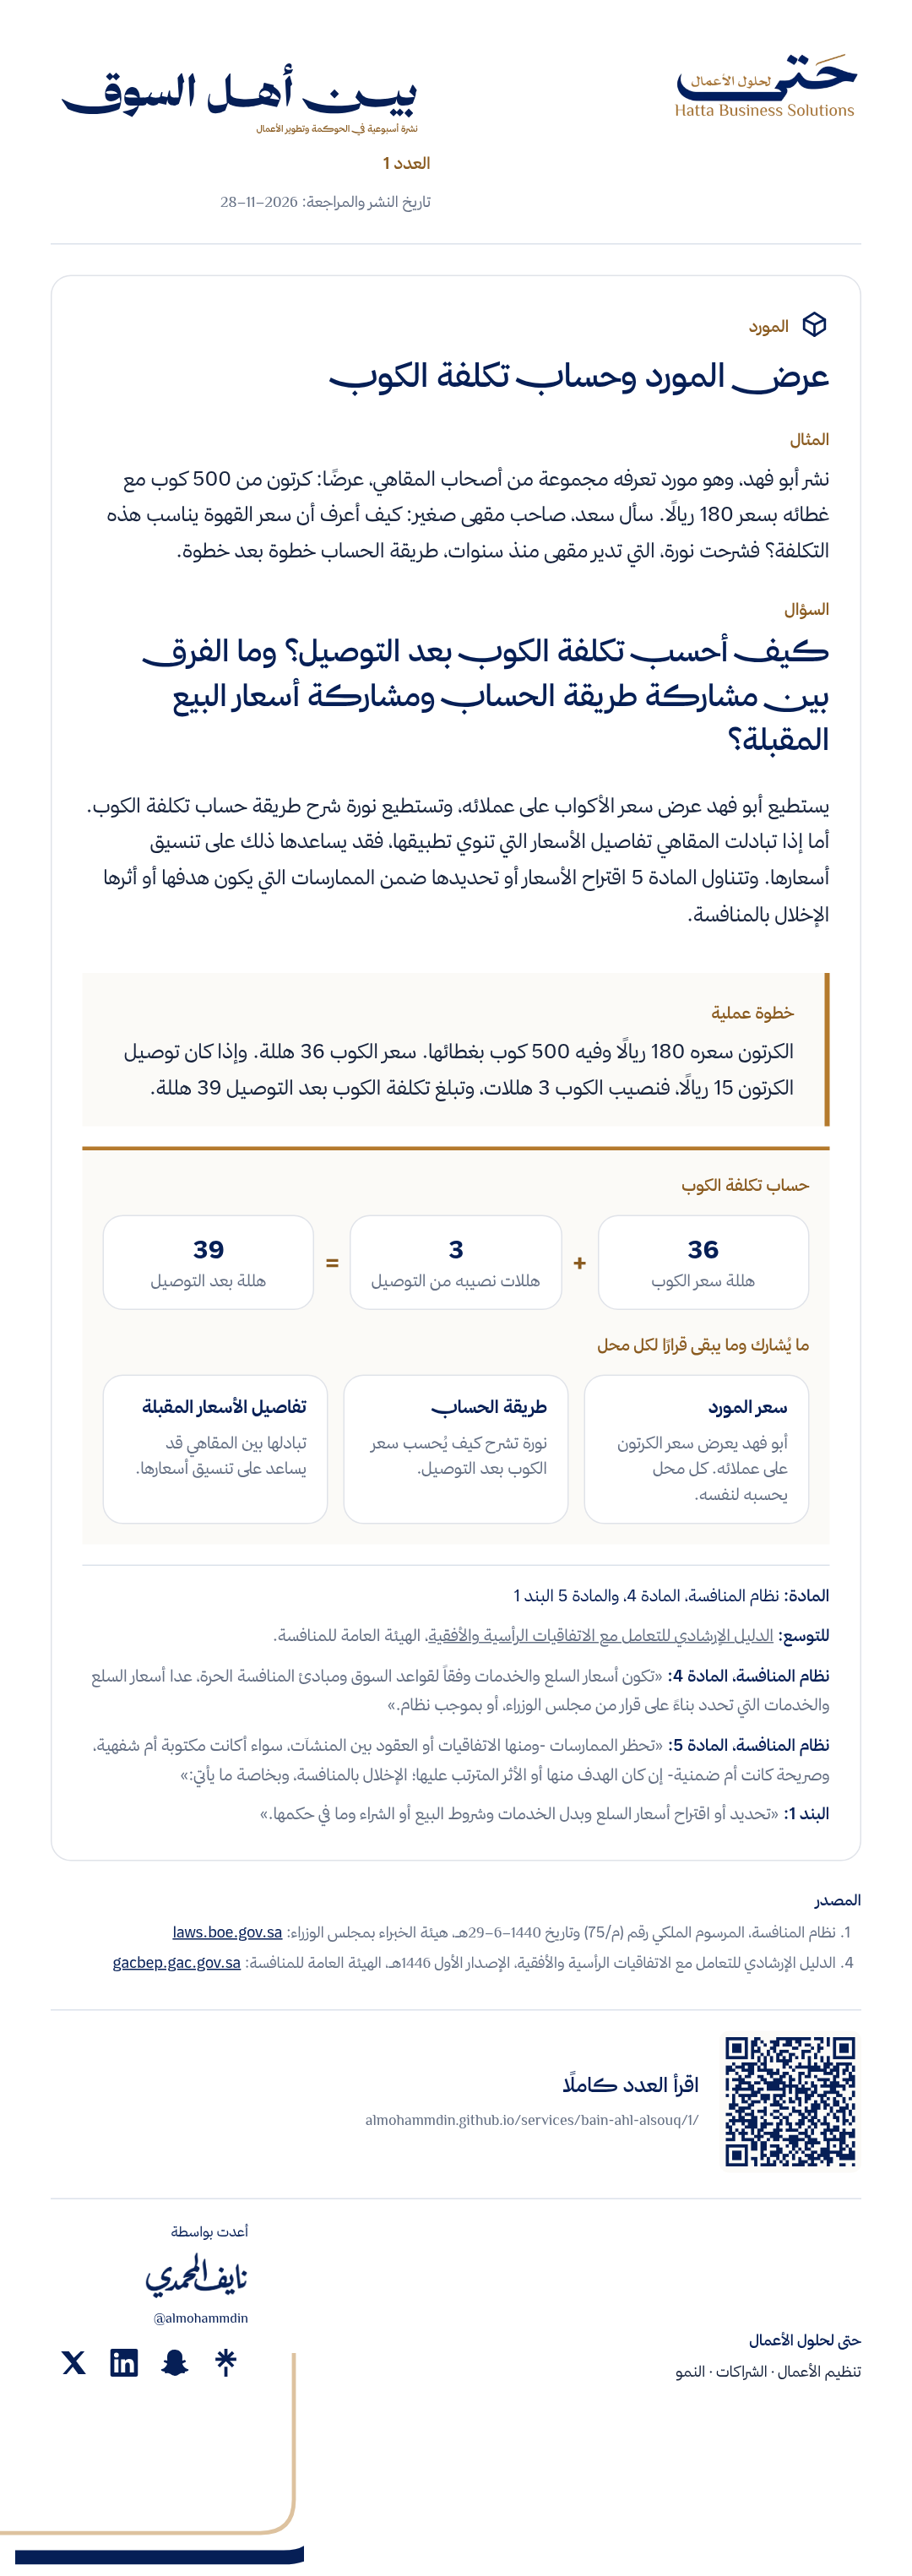 حتى لحلول الأعمال
Hatta Business Solutions
بين أهل السوق
نشرة أسبوعية في الحوكمة وتطوير الأعمال
العدد 1
تاريخ النشر والمراجعة: 2026-11-28
المورد
عرض المورد وحساب تكلفة الكوب
المثال
نشر أبو فهد، وهو مورد تعرفه مجموعة من أصحاب المقاهي، عرضًا: كرتون من 500 كوب مع
غطائه بسعر 180 ريالًا. سأل سعد، صاحب مقهى صغير: كيف أعرف أن سعر القهوة يناسب هذه
التكلفة؟ فشرحت نورة، التي تدير مقهى منذ سنوات، طريقة الحساب خطوة بعد خطوة.
السؤال
كيف أحسب تكلفة الكوب بعد التوصيل؟ وما الفرق
بين مشاركة طريقة الحساب ومشاركة أسعار البيع
المقبلة؟
يستطيع أبو فهد عرض سعر الأكواب على عملائه، وتستطيع نورة شرح طريقة حساب تكلفة الكوب.
أما إذا تبادلت المقاهي تفاصيل الأسعار التي تنوي تطبيقها، فقد يساعدها ذلك على تنسيق
أسعارها. وتتناول المادة 5 اقتراح الأسعار أو تحديدها ضمن الممارسات التي يكون هدفها أو أثرها
الإخلال بالمنافسة.
خطوة عملية
الكرتون سعره 180 ريالًا وفيه 500 كوب بغطائها. سعر الكوب 36 هللة. وإذا كان توصيل
الكرتون 15 ريالًا، فنصيب الكوب 3 هللات، وتبلغ تكلفة الكوب بعد التوصيل 39 هللة.
حساب تكلفة الكوب
36 + 3 = 39
هللة سعر الكوب
هللات نصيبه من التوصيل
هللة بعد التوصيل
ما يُشارك وما يبقى قرارًا لكل محل
سعر المورد
أبو فهد يعرض سعر الكرتون
على عملائه. كل محل
يحسبه لنفسه.
طريقة الحساب
نورة تشرح كيف يُحسب سعر
الكوب بعد التوصيل.
تفاصيل الأسعار المقبلة
تبادلها بين المقاهي قد
يساعد على تنسيق أسعارها.
المادة: نظام المنافسة، المادة 4، والمادة 5 البند 1
للتوسع: الدليل الإرشادي للتعامل مع الاتفاقيات الرأسية والأفقية، الهيئة العامة للمنافسة.
نظام المنافسة، المادة 4: «تكون أسعار السلع والخدمات وفقاً لقواعد السوق ومبادئ المنافسة الحرة، عدا أسعار السلع
والخدمات التي تحدد بناءً على قرار من مجلس الوزراء، أو بموجب نظام.»
نظام المنافسة، المادة 5: «تحظر الممارسات -ومنها الاتفاقيات أو العقود بين المنشآت، سواء أكانت مكتوبة أم شفهية،
وصريحة كانت أم ضمنية- إن كان الهدف منها أو الأثر المترتب عليها؛ الإخلال بالمنافسة، وبخاصة ما يأتي:»
البند 1: «تحديد أو اقتراح أسعار السلع وبدل الخدمات وشروط البيع أو الشراء وما في حكمها.»
المصدر
1. نظام المنافسة، المرسوم الملكي رقم (م/75) وتاريخ 1440-6-29هـ، هيئة الخبراء بمجلس الوزراء: laws.boe.gov.sa
4. الدليل الإرشادي للتعامل مع الاتفاقيات الرأسية والأفقية، الإصدار الأول 1446هـ، الهيئة العامة للمنافسة: gacbep.gac.gov.sa
اقرأ العدد كاملًا
almohammdin.github.io/services/bain-ahl-alsouq/1/
أعدت بواسطة
نايف المحمدي
@almohammdin
حتى لحلول الأعمال
تنظيم الأعمال · الشراكات · النمو